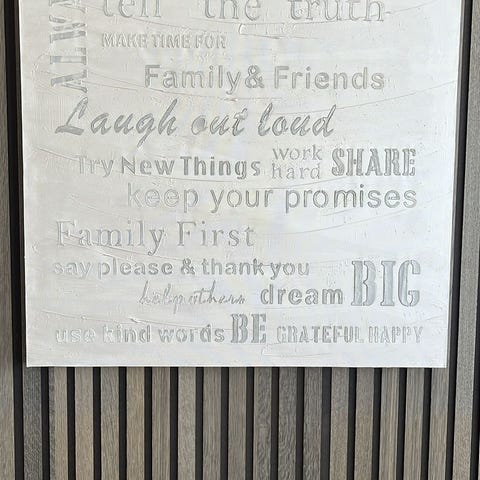 tell the truth
MAKE TIME FOR
Family & Friends
Laugh out loud
Try New Things work hard SHARE
keep your promises
Family First
say please & thank you
help others dream BIG
use kind words BE GRATEFUL HAPPY